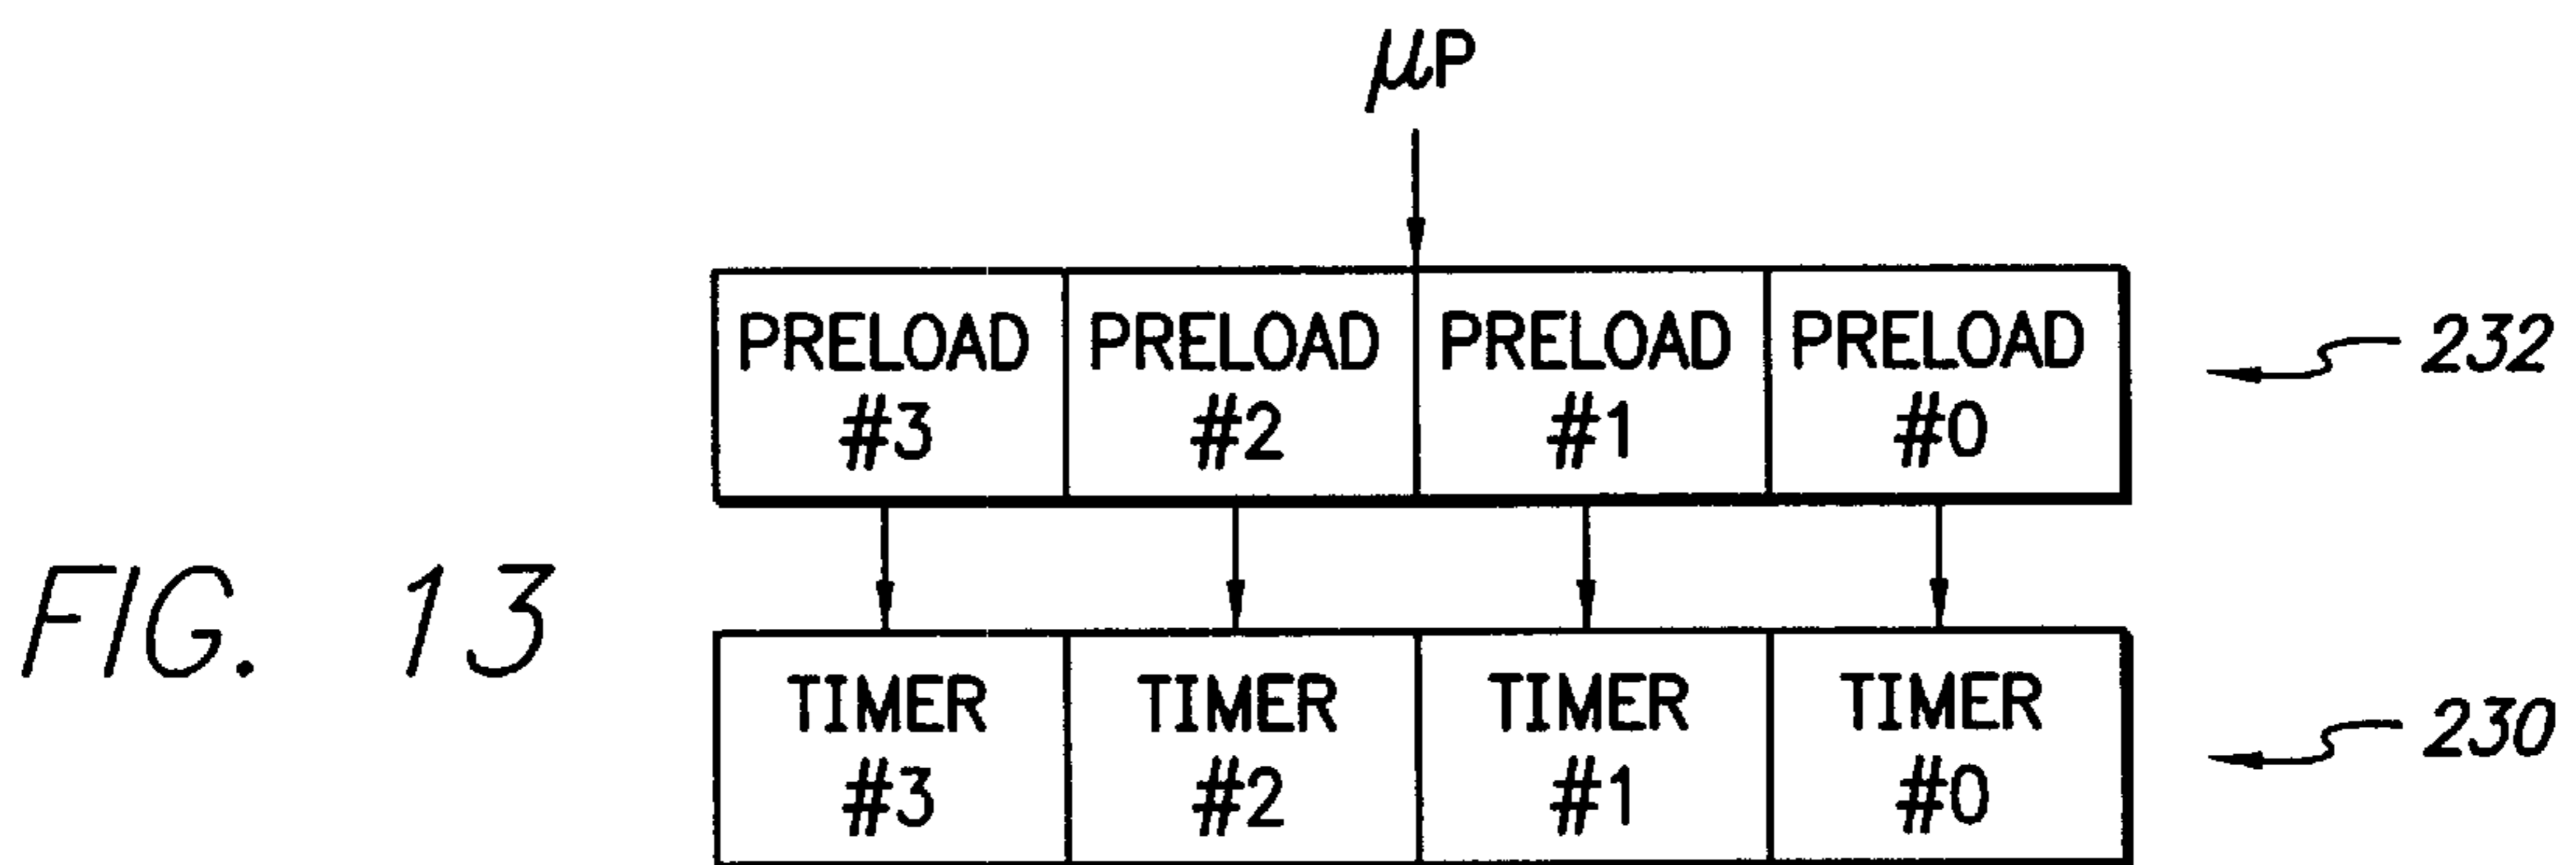 μP
PRELOAD PRELOAD PRELOAD PRELOAD
#3 #2 #1 #0
232
FIG. 13
TIMER TIMER TIMER TIMER
#3 #2 #1 #0
230